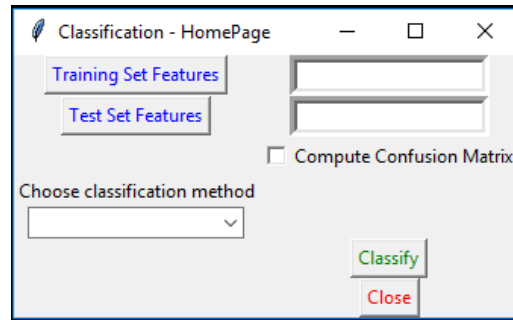 Classification - HomePage
Training Set Features
Test Set Features
Compute Confusion Matrix
Choose classification method
Classify
Close